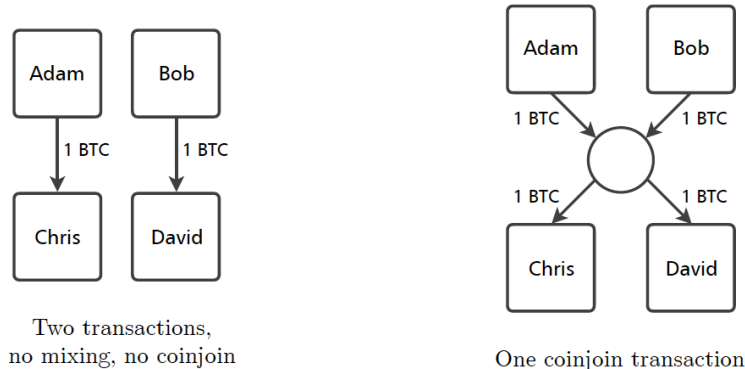 Adam
Bob
1 BTC
1 BTC
Chris
David
Two transactions,
no mixing, no coinjoin
Adam
Bob
1 BTC
1 BTC
1 BTC
1 BTC
Chris
David
One coinjoin transaction